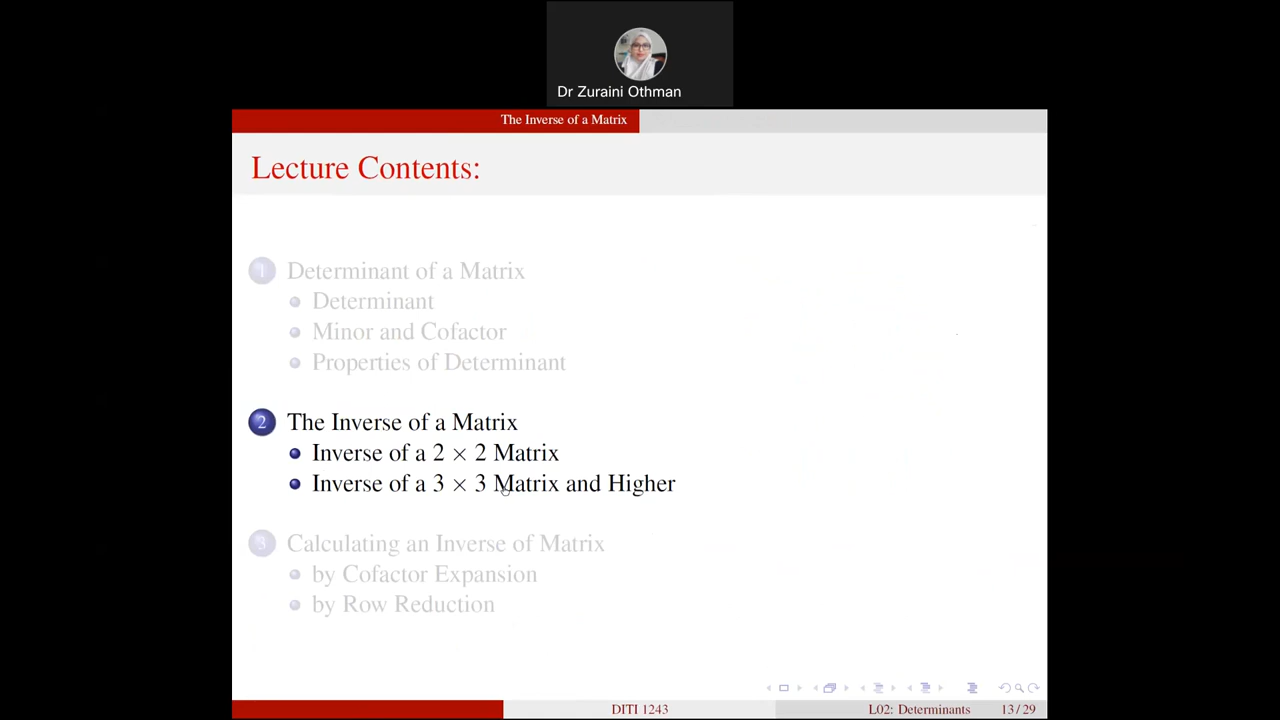 Dr Zuraini Othman
The Inverse of a Matrix
Lecture Contents:
1 Determinant of a Matrix
Determinant
Minor and Cofactor
Properties of Determinant
2 The Inverse of a Matrix
Inverse of a 2 × 2 Matrix
Inverse of a 3 × 3 Matrix and Higher
3 Calculating an Inverse of Matrix
by Cofactor Expansion
by Row Reduction
DITI 1243 L02: Determinants 13 / 29